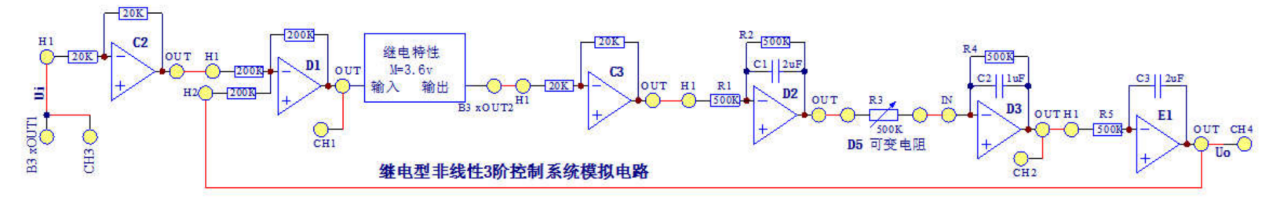 H1
20K
20K
C2
OUT
H1
200K
200K
H2
200K
D1
OUT
CH1
Ui
B3 xOUT1
CH3
继电特性
M=3.6v
输入 输出
B3 xOUT2
H1
20K
20K
C3
OUT
H1
R1
500K
R2
500K
C1
2uF
D2
OUT
R3
500K
D5 可变电阻
IN
R4
500K
C2
1uF
D3
OUT
CH2
H1
R5
500K
C3
2uF
E1
OUT
Uo
CH4
继电型非线性3阶控制系统模拟电路